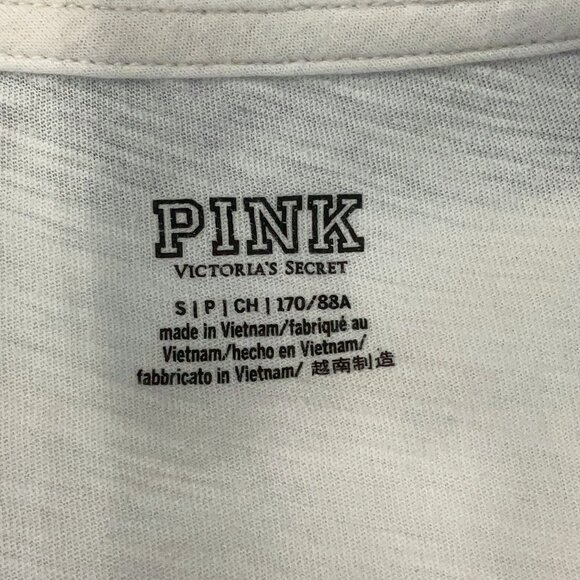 PINK
VICTORIA'S SECRET
S | P | CH | 170/88A
made in Vietnam/fabriqué au
Vietnam/hecho en Vietnam/
fabbricato in Vietnam/ 越南制造